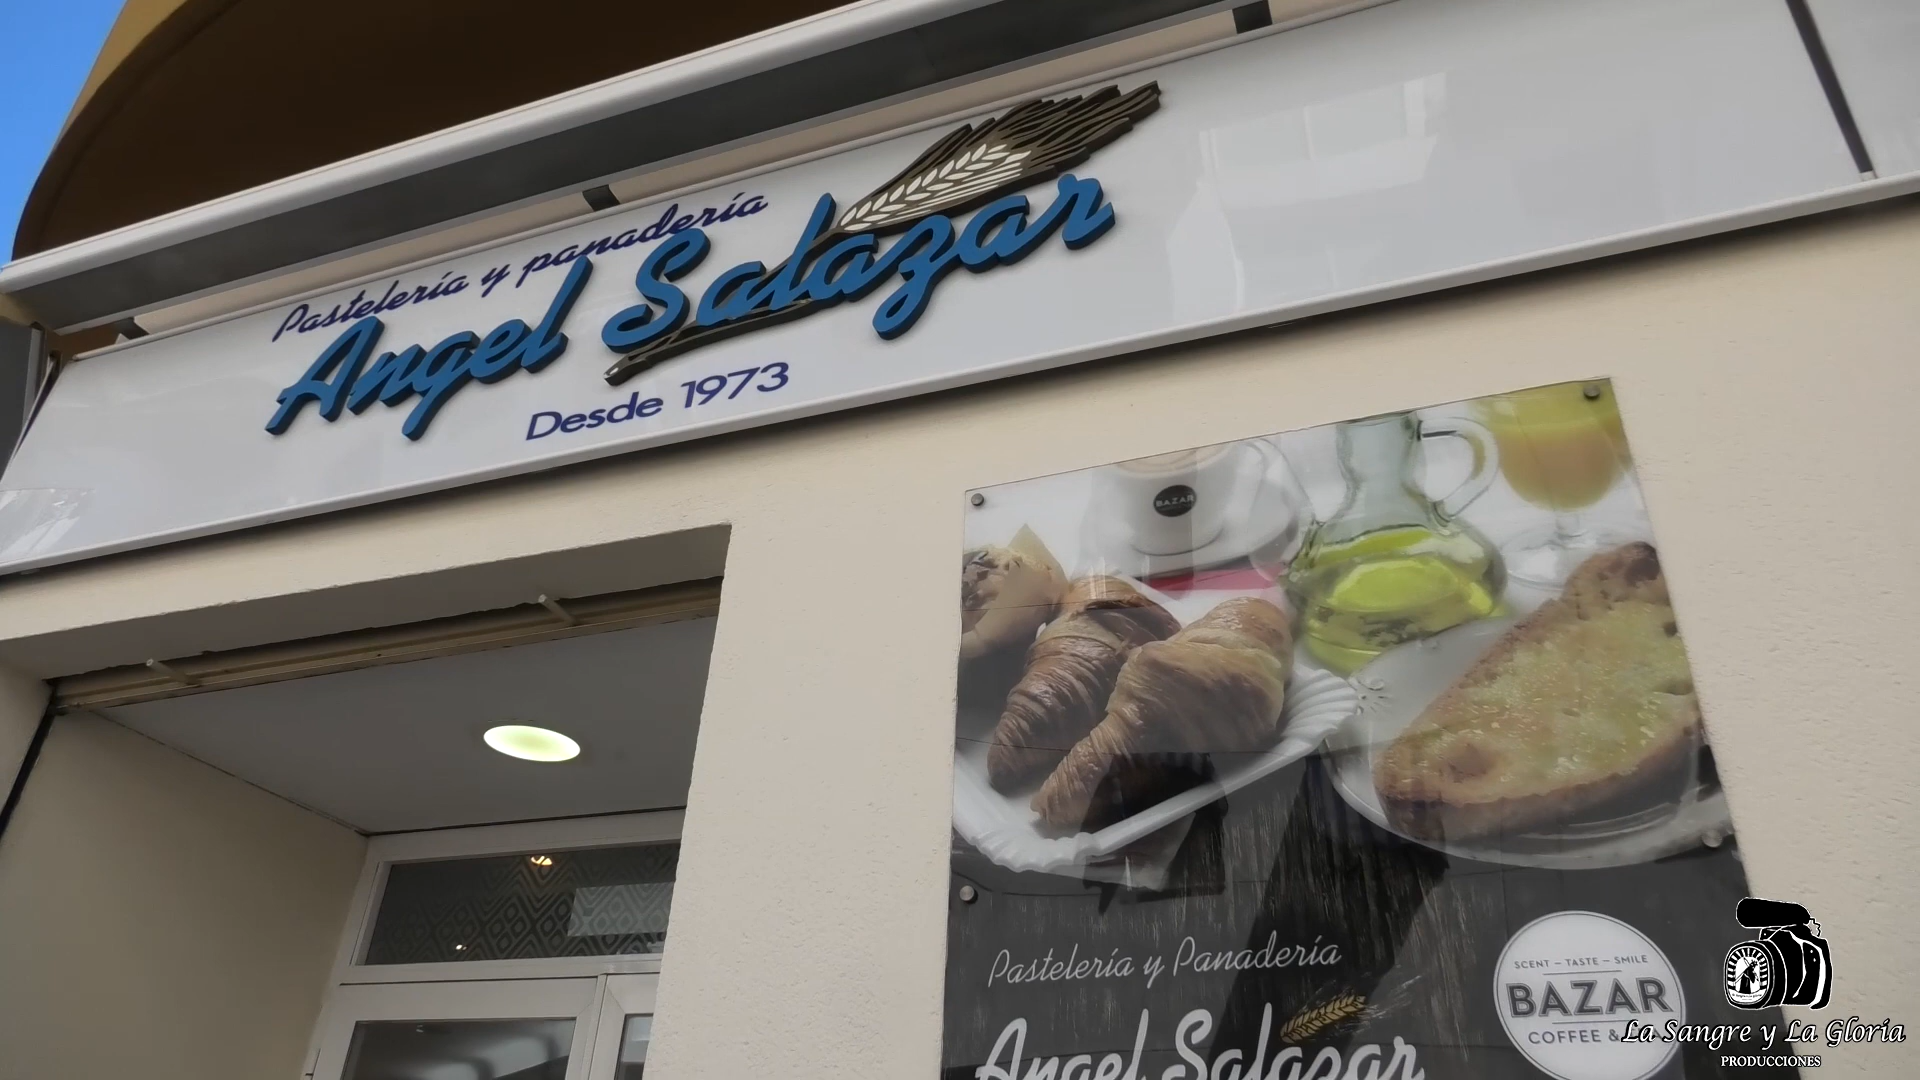 Pastelería y panadería
Angel Salazar
Desde 1973
BAZAR
Pastelería y Panadería
Angel Salazar
SCENT – TASTE – SMILE
BAZAR
COFFEE &
La Sangre y La Gloria
PRODUCCIONES